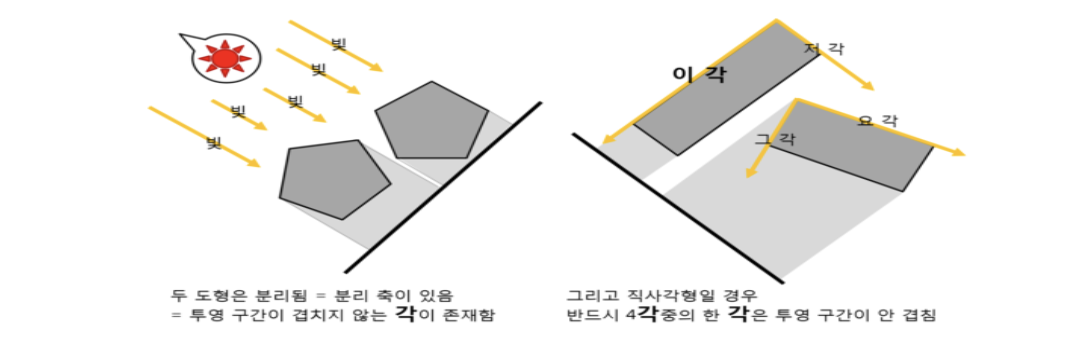 빛
빛
빛
빛
빛
두 도형은 분리됨 = 분리 축이 있음
= 투영 구간이 겹치지 않는 각이 존재함
이 각
저 각
요 각
그 각
그리고 직사각형일 경우
반드시 4각중의 한 각은 투영 구간이 안 겹침